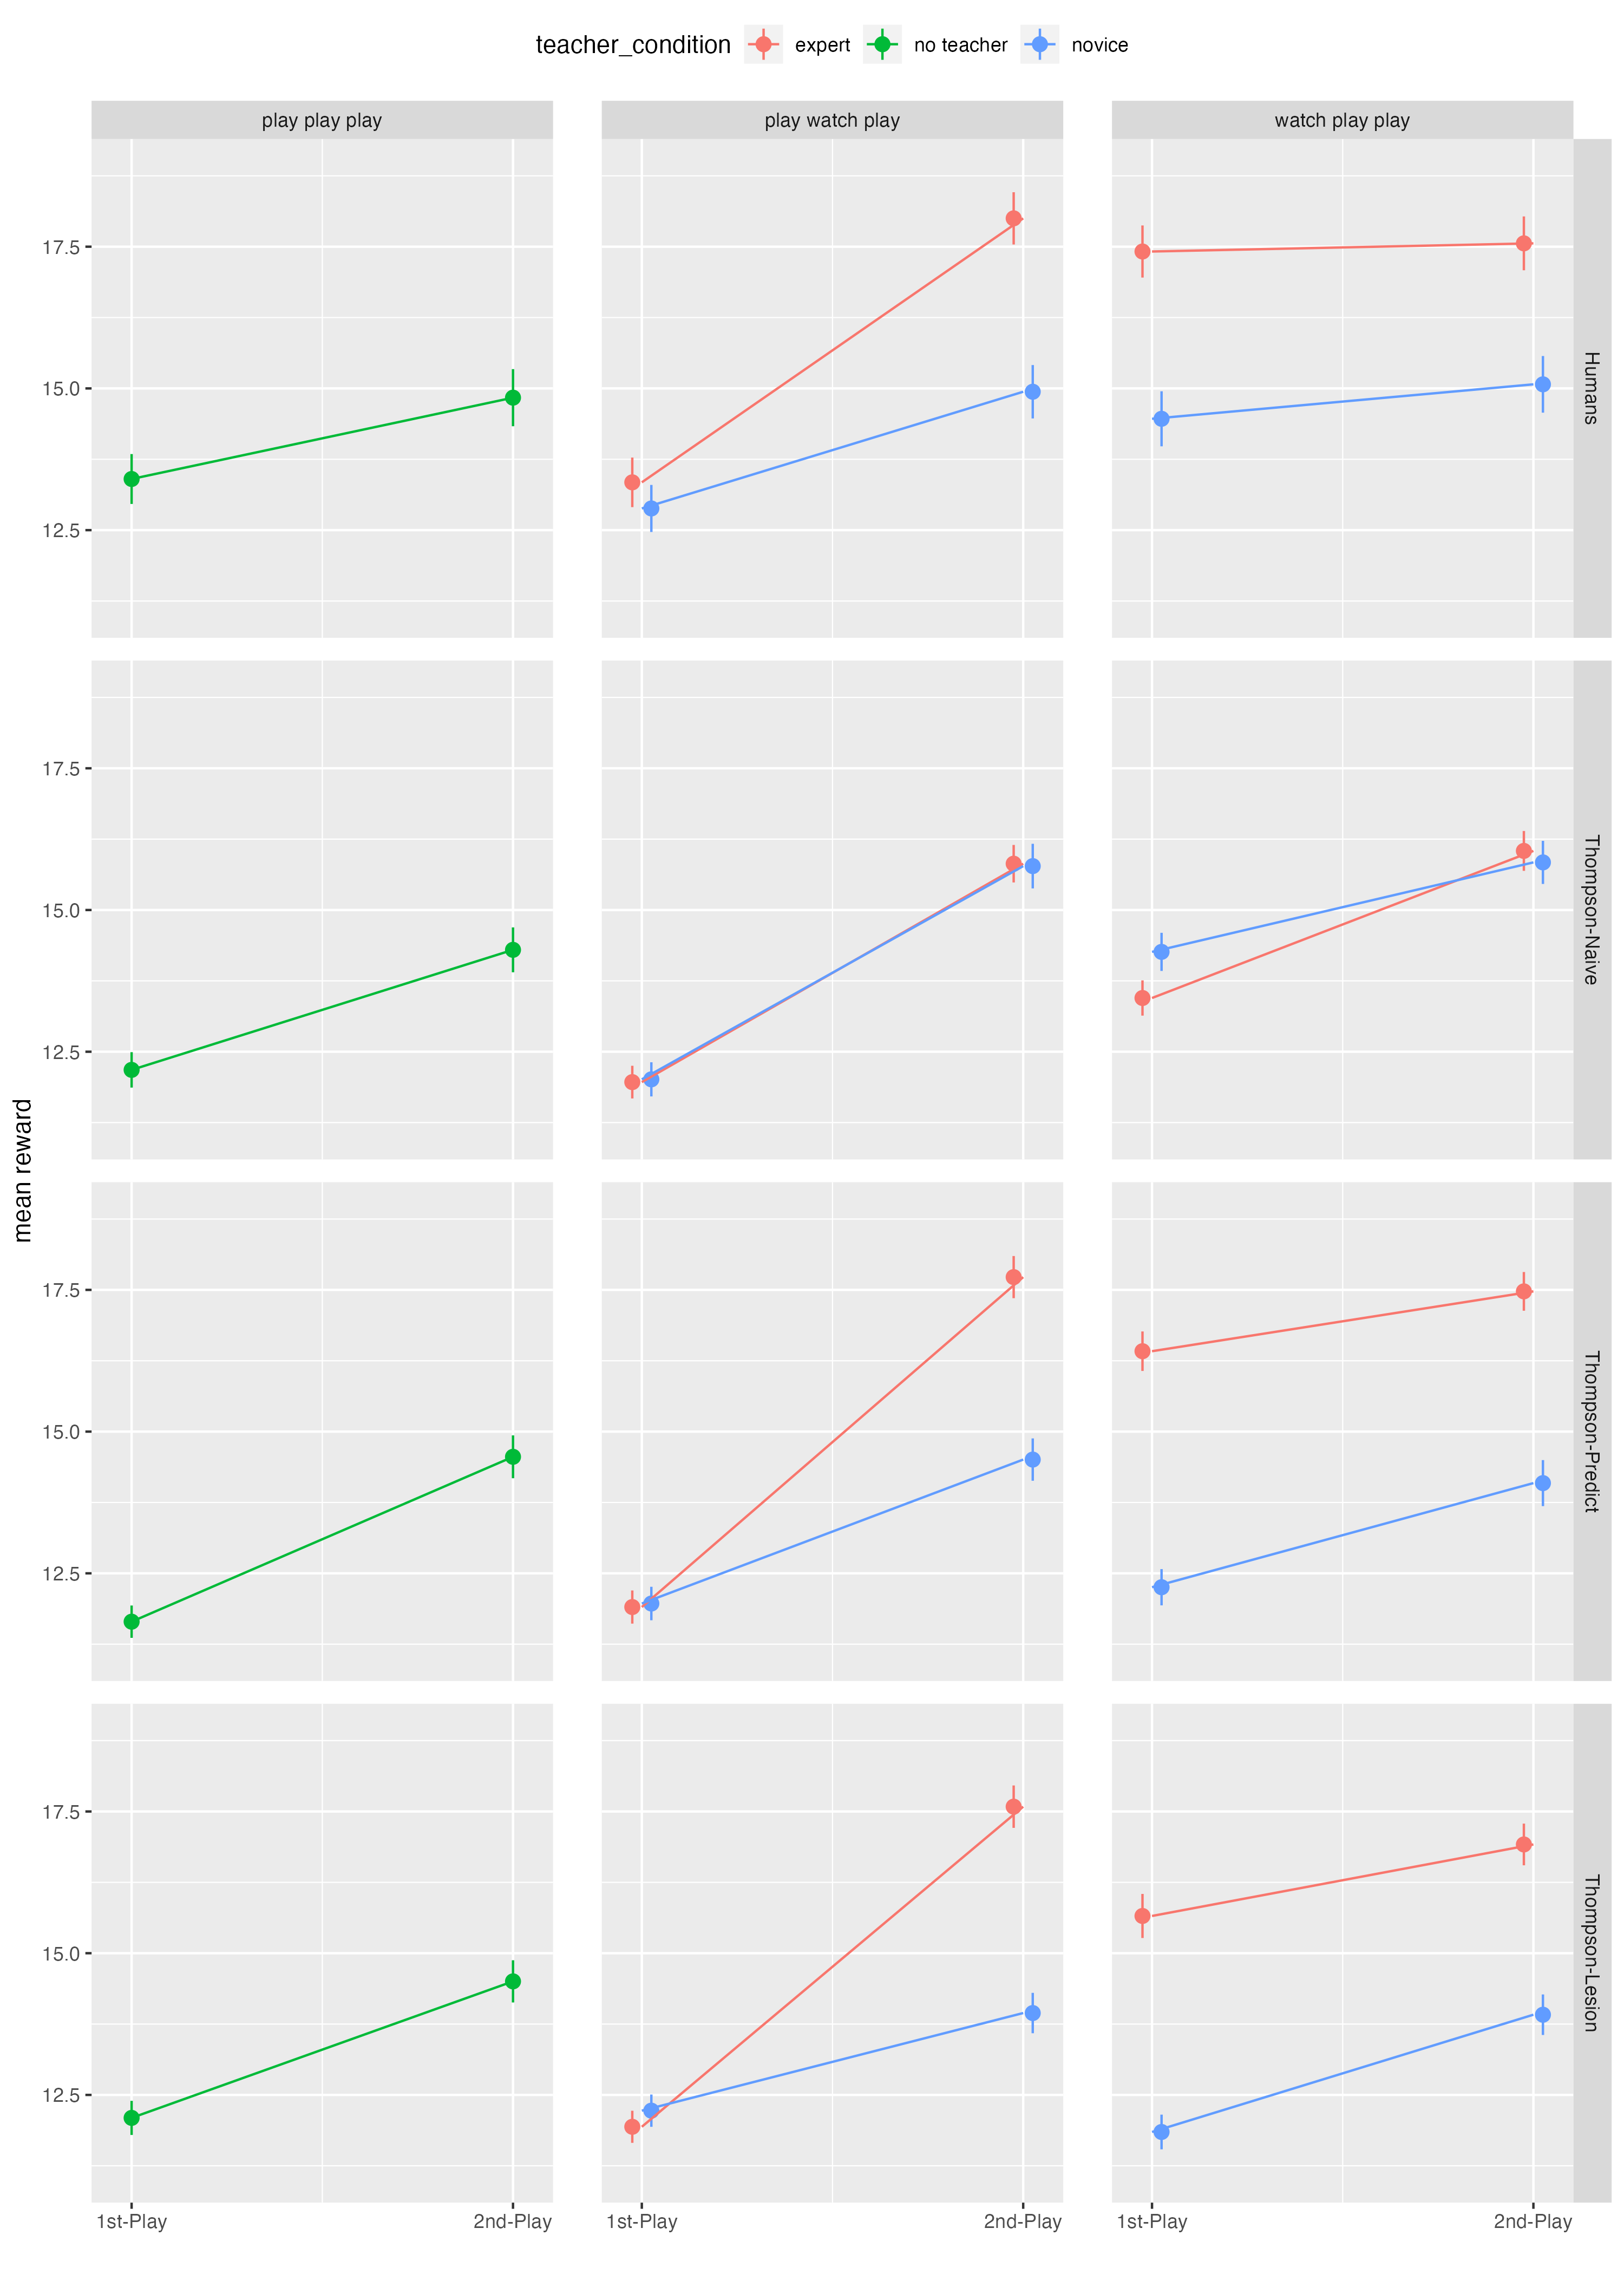 teacher_condition expert no teacher novice
play play play
play watch play
watch play play
mean reward
17.5
15.0
12.5
Humans
17.5
15.0
12.5
Thompson-Naive
17.5
15.0
12.5
Thompson-Predict
17.5
15.0
12.5
Thompson-Lesion
1st-Play 2nd-Play 1st-Play 2nd-Play 1st-Play 2nd-Play